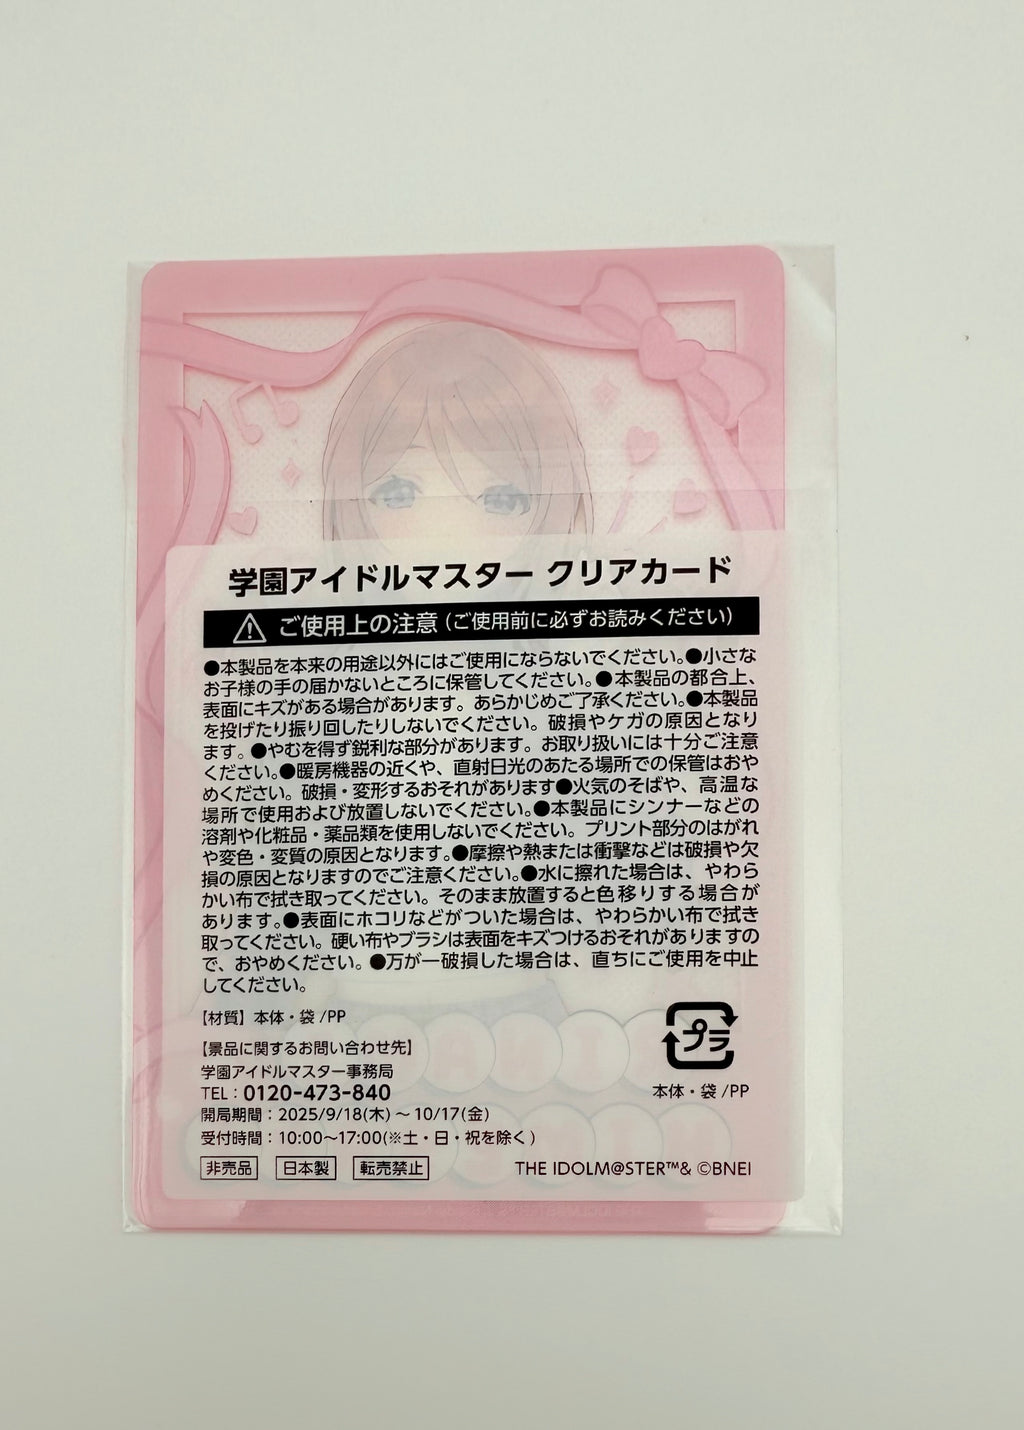 学園アイドルマスター クリアカード
ご使用上の注意(ご使用前に必ずお読みください)
●本製品を本来の用途以外にはご使用にならないでください。●小さな
お子様の手の届かないところに保管してください。●本製品の都合上、
表面にキズがある場合があります。あらかじめご了承ください。●本製品
を投げたり振り回したりしないでください。破損やケガの原因となり
ます。●やむを得ず鋭利な部分があります。お取り扱いには十分ご注意
ください。●暖房機器の近くや、直射日光のあたる場所での保管はおや
めください。破損・変形するおそれがあります●火気のそばや、高温な
場所で使用および放置しないでください。●本製品にシンナーなどの
溶剤や化粧品・薬品類を使用しないでください。プリント部分のはがれ
や変色・変質の原因となります。●摩擦や熱または衝撃などは破損や欠
損の原因となりますのでご注意ください。●水に擦れた場合は、やわら
かい布で拭き取ってください。そのまま放置すると色移りする場合が
あります。●表面にホコリなどがついた場合は、やわらかい布で拭き
取ってください。硬い布やブラシは表面をキズつけるおそれがありますの
で、おやめください。●万が一破損した場合は、直ちにご使用を中止
してください。
【材質】本体・袋/PP
【景品に関するお問い合わせ先】
学園アイドルマスター事務局
TEL:0120-473-840
開局期間:2025/9/18(木)～10/17(金)
受付時間:10:00～17:00(※土・日・祝を除く)
非売品 日本製 転売禁止
プラ
本体・袋/PP
THE IDOLM@STER™& ©BNEI